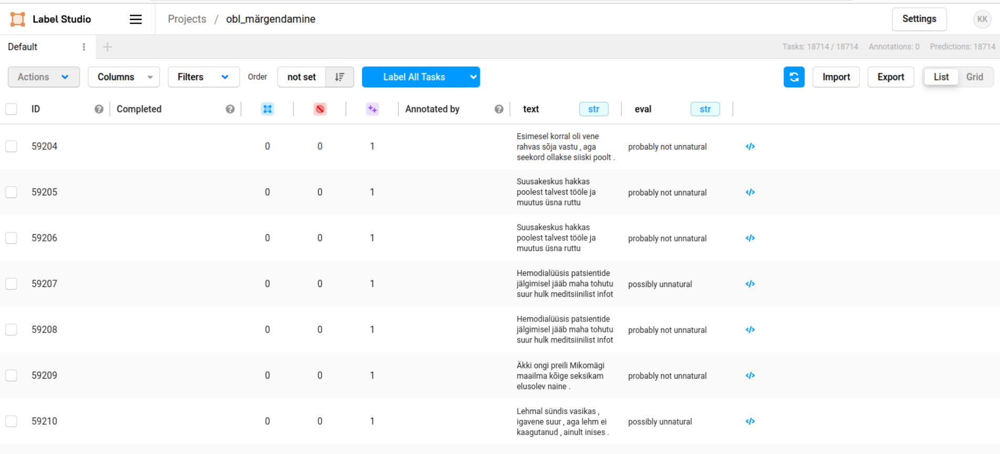 Label Studio
Projects / obl_märgendamine
Settings
KK
Default
+
Tasks: 18714 / 18714 Annotations: 0 Predictions: 18714
Actions
Columns
Filters
Order
not set
Label All Tasks
Import
Export
List
Grid
ID
Completed
Annotated by
text
str
eval
str
59204 0 0 1
Esimesel korral oli vene
rahvas sõja vastu , aga
seekord ollakse siiski poolt .
probably not unnatural
59205 0 0 1
Suusakeskus hakkas
poolest talvest tööle ja
muutus üsna ruttu
probably not unnatural
59206 0 0 1
Suusakeskus hakkas
poolest talvest tööle ja
muutus üsna ruttu
probably not unnatural
59207 0 0 1
Hemodialüüsis patsientide
jälgimisel jääb maha tohutu
suur hulk meditsiinilist infot
possibly unnatural
59208 0 0 1
Hemodialüüsis patsientide
jälgimisel jääb maha tohutu
suur hulk meditsiinilist infot
probably not unnatural
59209 0 0 1
Äkki ongi preili Mikomägi
maailma kõige seksikam
elusolev naine .
probably not unnatural
59210 0 0 1
Lehmal sündis vasikas ,
igavene suur , aga lehm ei
kaagutanud , ainult inises .
possibly unnatural